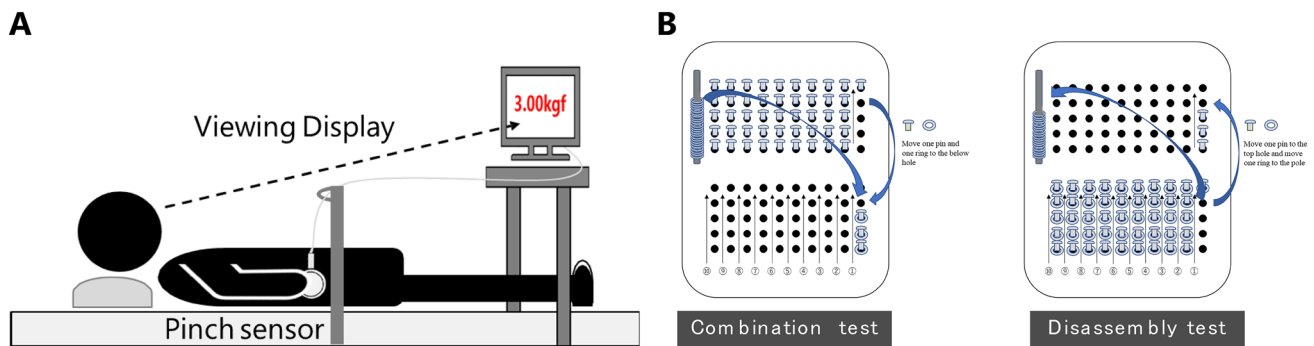 A
3.00kgf
Viewing Display
Pinch sensor
B
Move one pin and
one ring to the below
hole
⑩ ⑨ ⑧ ⑦ ⑥ ⑤ ④ ③ ② ①
Combination test
Move one pin to the
top hole and move
one ring to the pole
⑩ ⑨ ⑧ ⑦ ⑥ ⑤ ④ ③ ② ①
Disassembly test